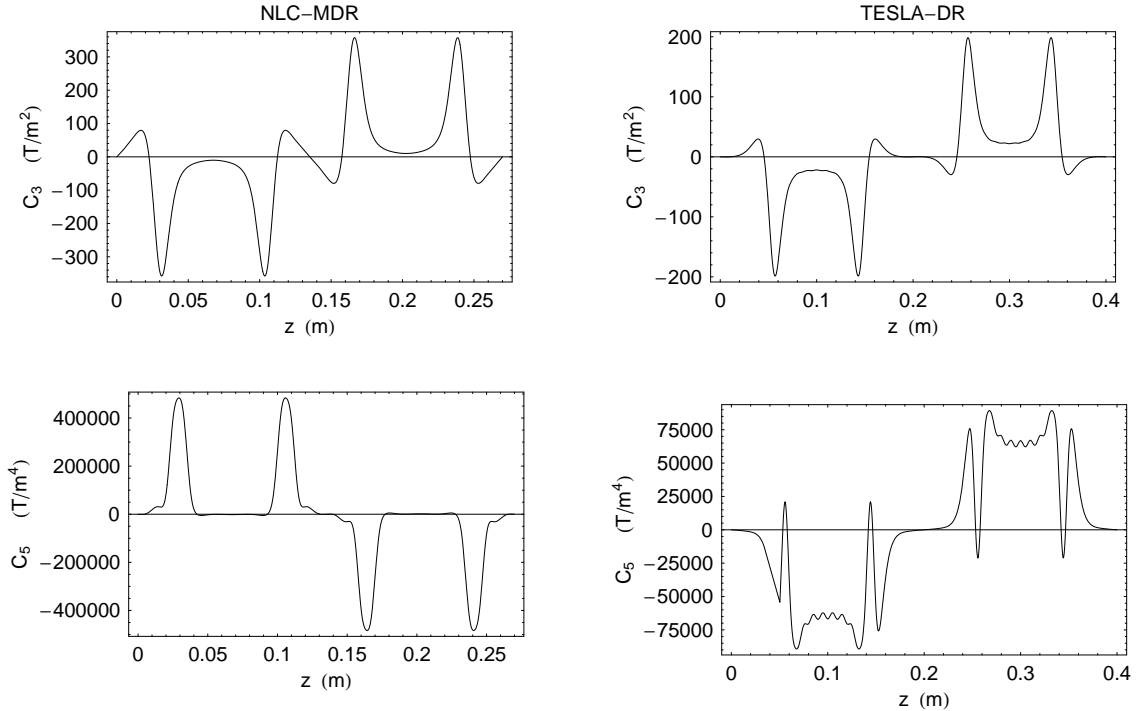 NLC−MDR
300
200
100
0
−100
−200
−300
C3 (T/m2)
0 0.05 0.1 0.15 0.2 0.25
z (m)
TESLA−DR
200
100
0
−100
−200
C3 (T/m2)
0 0.1 0.2 0.3 0.4
z (m)
400000
200000
0
−200000
−400000
C5 (T/m4)
0 0.05 0.1 0.15 0.2 0.25
z (m)
75000
50000
25000
0
−25000
−50000
−75000
C5 (T/m4)
0 0.1 0.2 0.3 0.4
z (m)